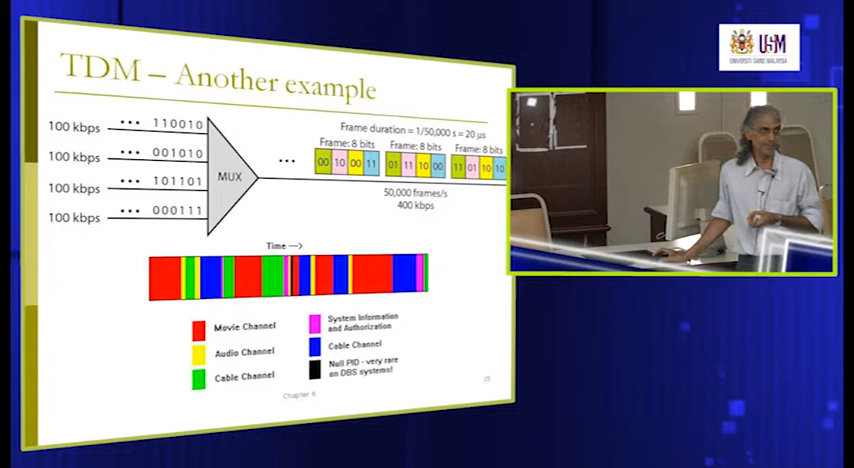 TDM – Another example
USM
UNIVERSITI SAINS MALAYSIA
100 kbps
••• 110010
100 kbps
••• 001010
100 kbps
••• 101101
100 kbps
••• 000111
MUX
•••
Frame duration = 1/50,000 s = 20 µs
Frame: 8 bits Frame: 8 bits Frame: 8 bits
00 10 00 11 01 11 10 00 11 01 10 10
50,000 frames/s
400 kbps
Time -->
Movie Channel
Audio Channel
Cable Channel
System Information
and Authorization
Cable Channel
Null PID - very rare
on DBS systems!
Chapter 6